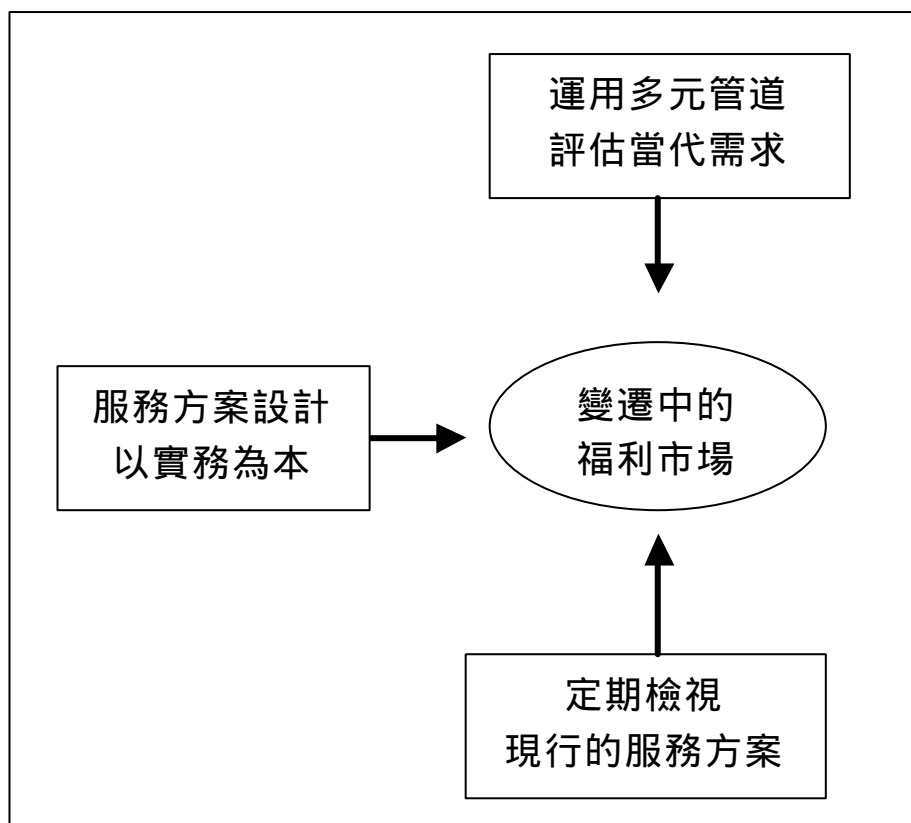 運用多元管道
評估當代需求
服務方案設計
以實務為本
變遷中的
福利市場
定期檢視
現行的服務方案